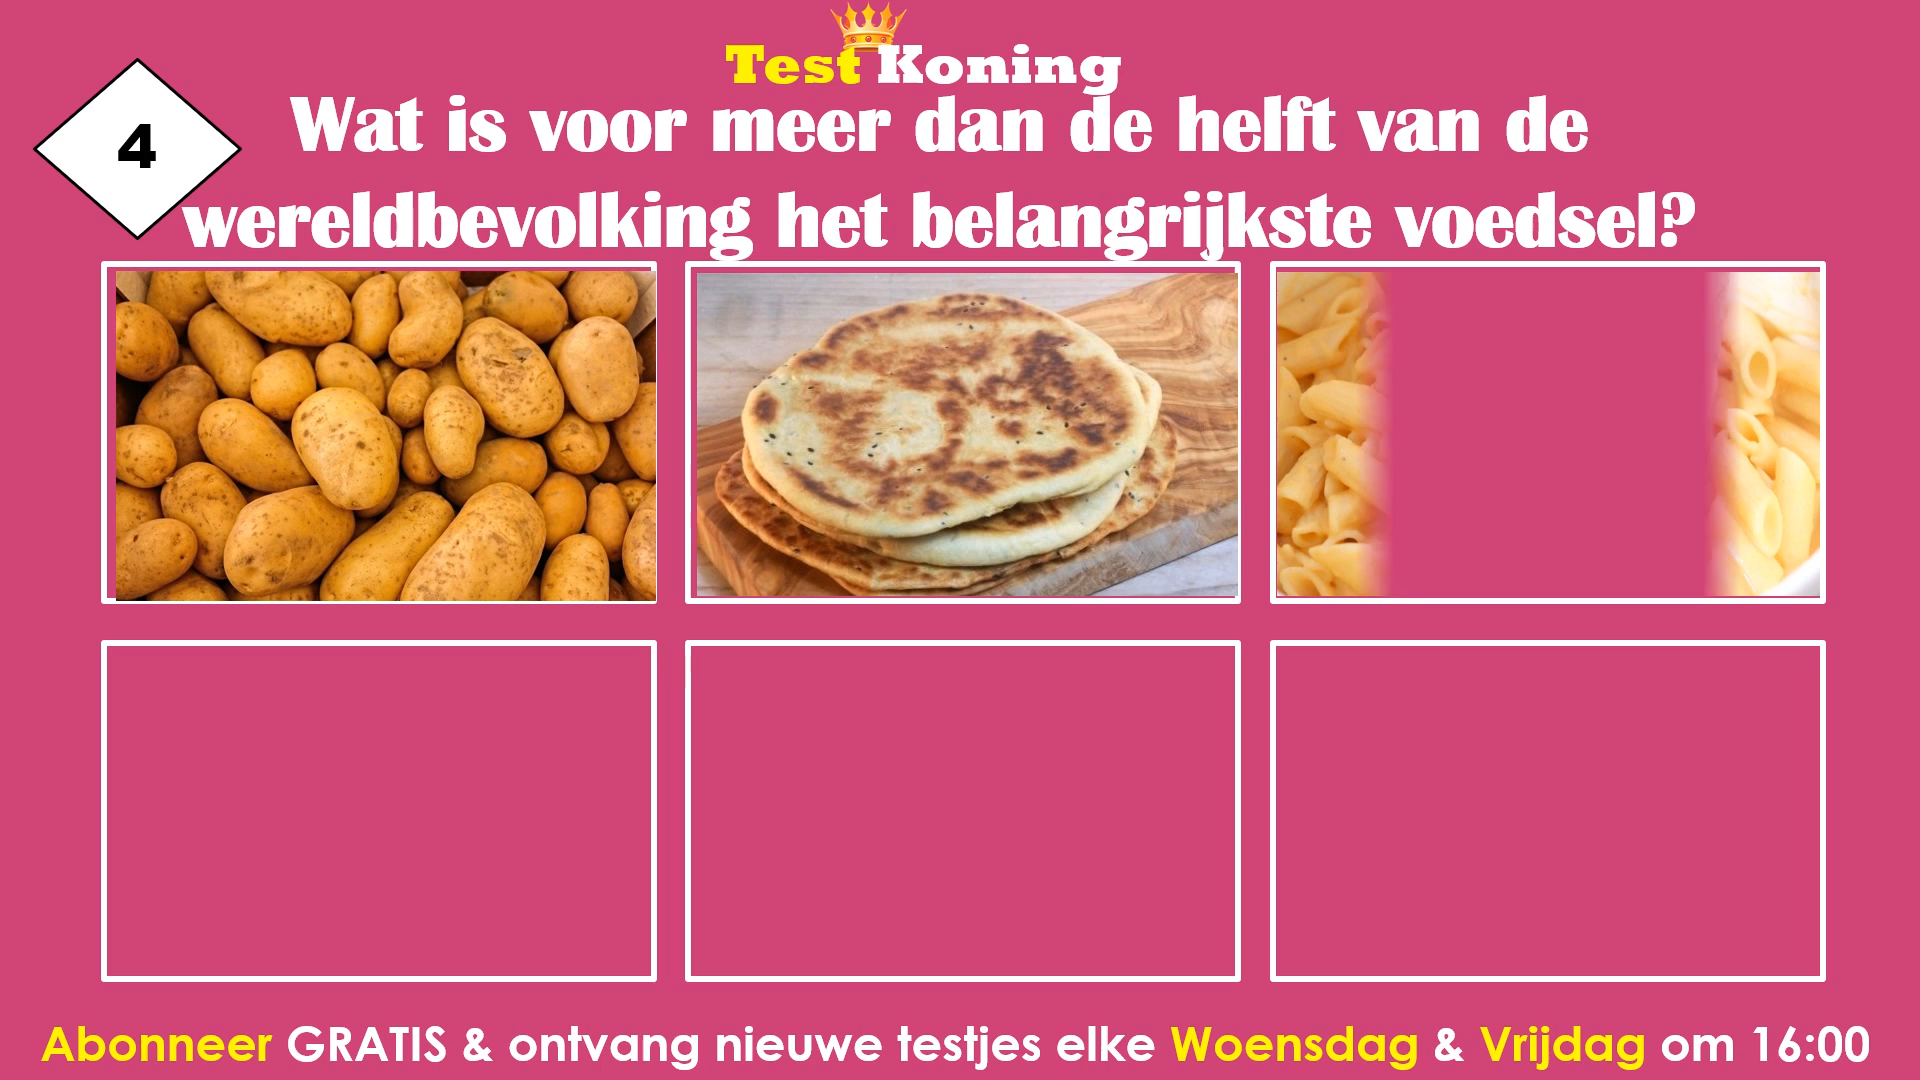 Test Koning
4
Wat is voor meer dan de helft van de
wereldbevolking het belangrijkste voedsel?
Abonneer GRATIS & ontvang nieuwe testjes elke Woensdag & Vrijdag om 16:00